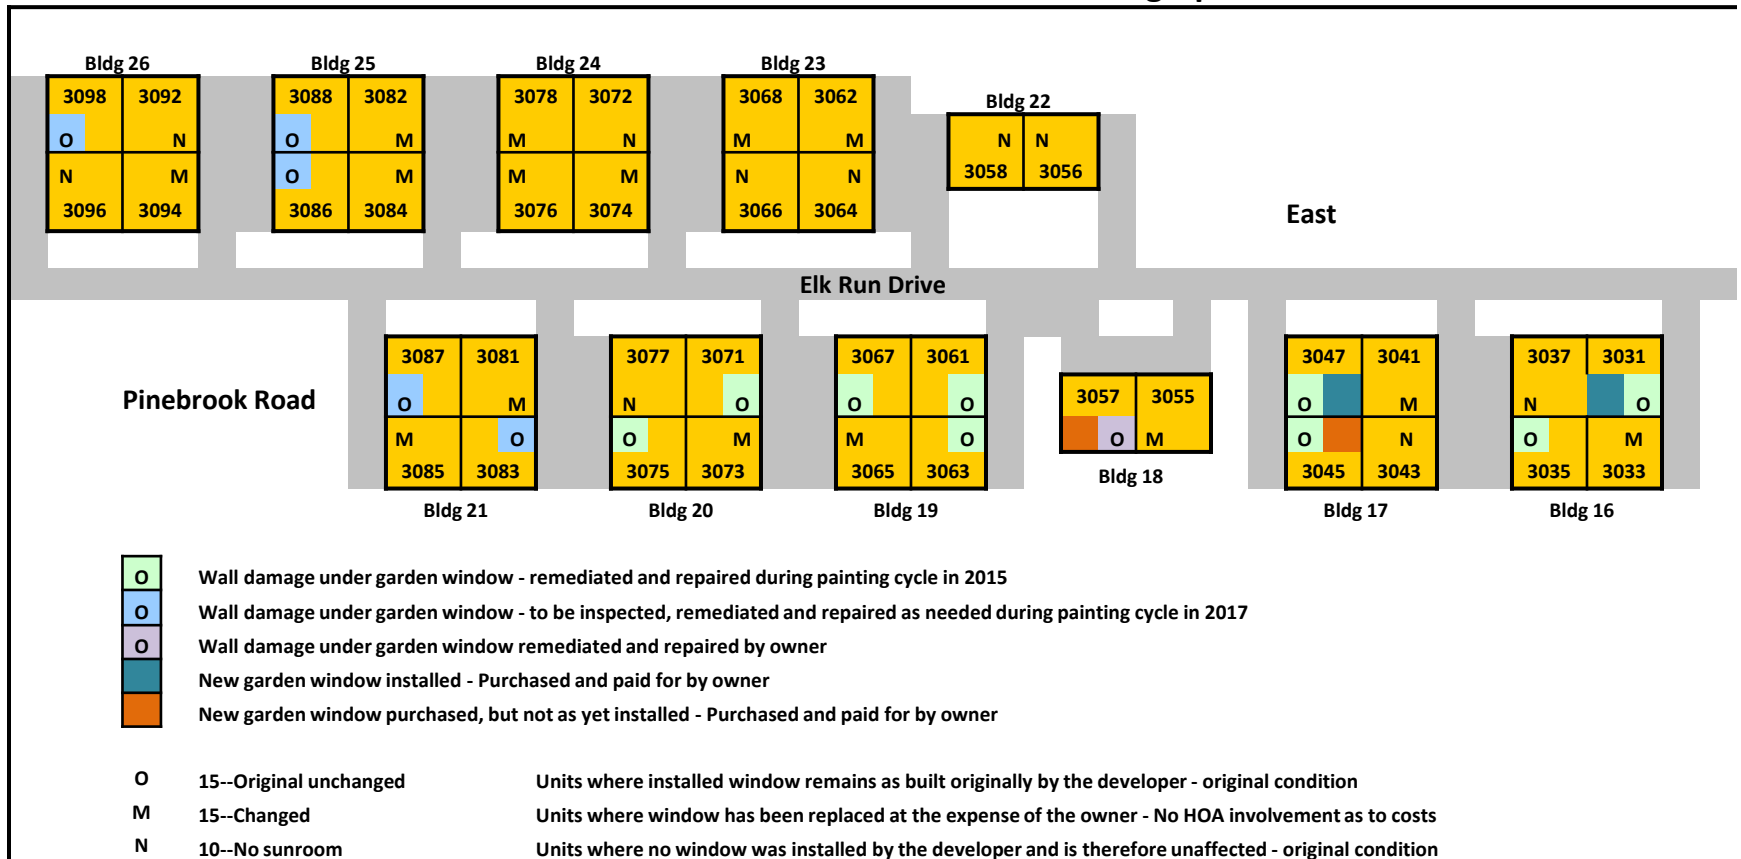 Bldg 26 Bldg 25 Bldg 24 Bldg 23
3098 3092 3088 3082 3078 3072 3068 3062
Bldg 22
O N O M M N M M N N
N M O M M M N N 3058 3056
3096 3094 3086 3084 3076 3074 3066 3064
East
Elk Run Drive
3087 3081 3077 3071 3067 3061 3047 3041 3037 3031
Pinebrook Road
3057 3055
O M N O O O O M N O
M O O M M O O M O N O M
3085 3083 3075 3073 3065 3063 3045 3043 3035 3033
Bldg 18
Bldg 21 Bldg 20 Bldg 19 Bldg 17 Bldg 16
O Wall damage under garden window - remediated and repaired during painting cycle in 2015
O Wall damage under garden window - to be inspected, remediated and repaired as needed during painting cycle in 2017
O Wall damage under garden window remediated and repaired by owner
New garden window installed - Purchased and paid for by owner
New garden window purchased, but not as yet installed - Purchased and paid for by owner
O 15--Original unchanged Units where installed window remains as built originally by the developer - original condition
M 15--Changed Units where window has been replaced at the expense of the owner - No HOA involvement as to costs
N 10--No sunroom Units where no window was installed by the developer and is therefore unaffected - original condition